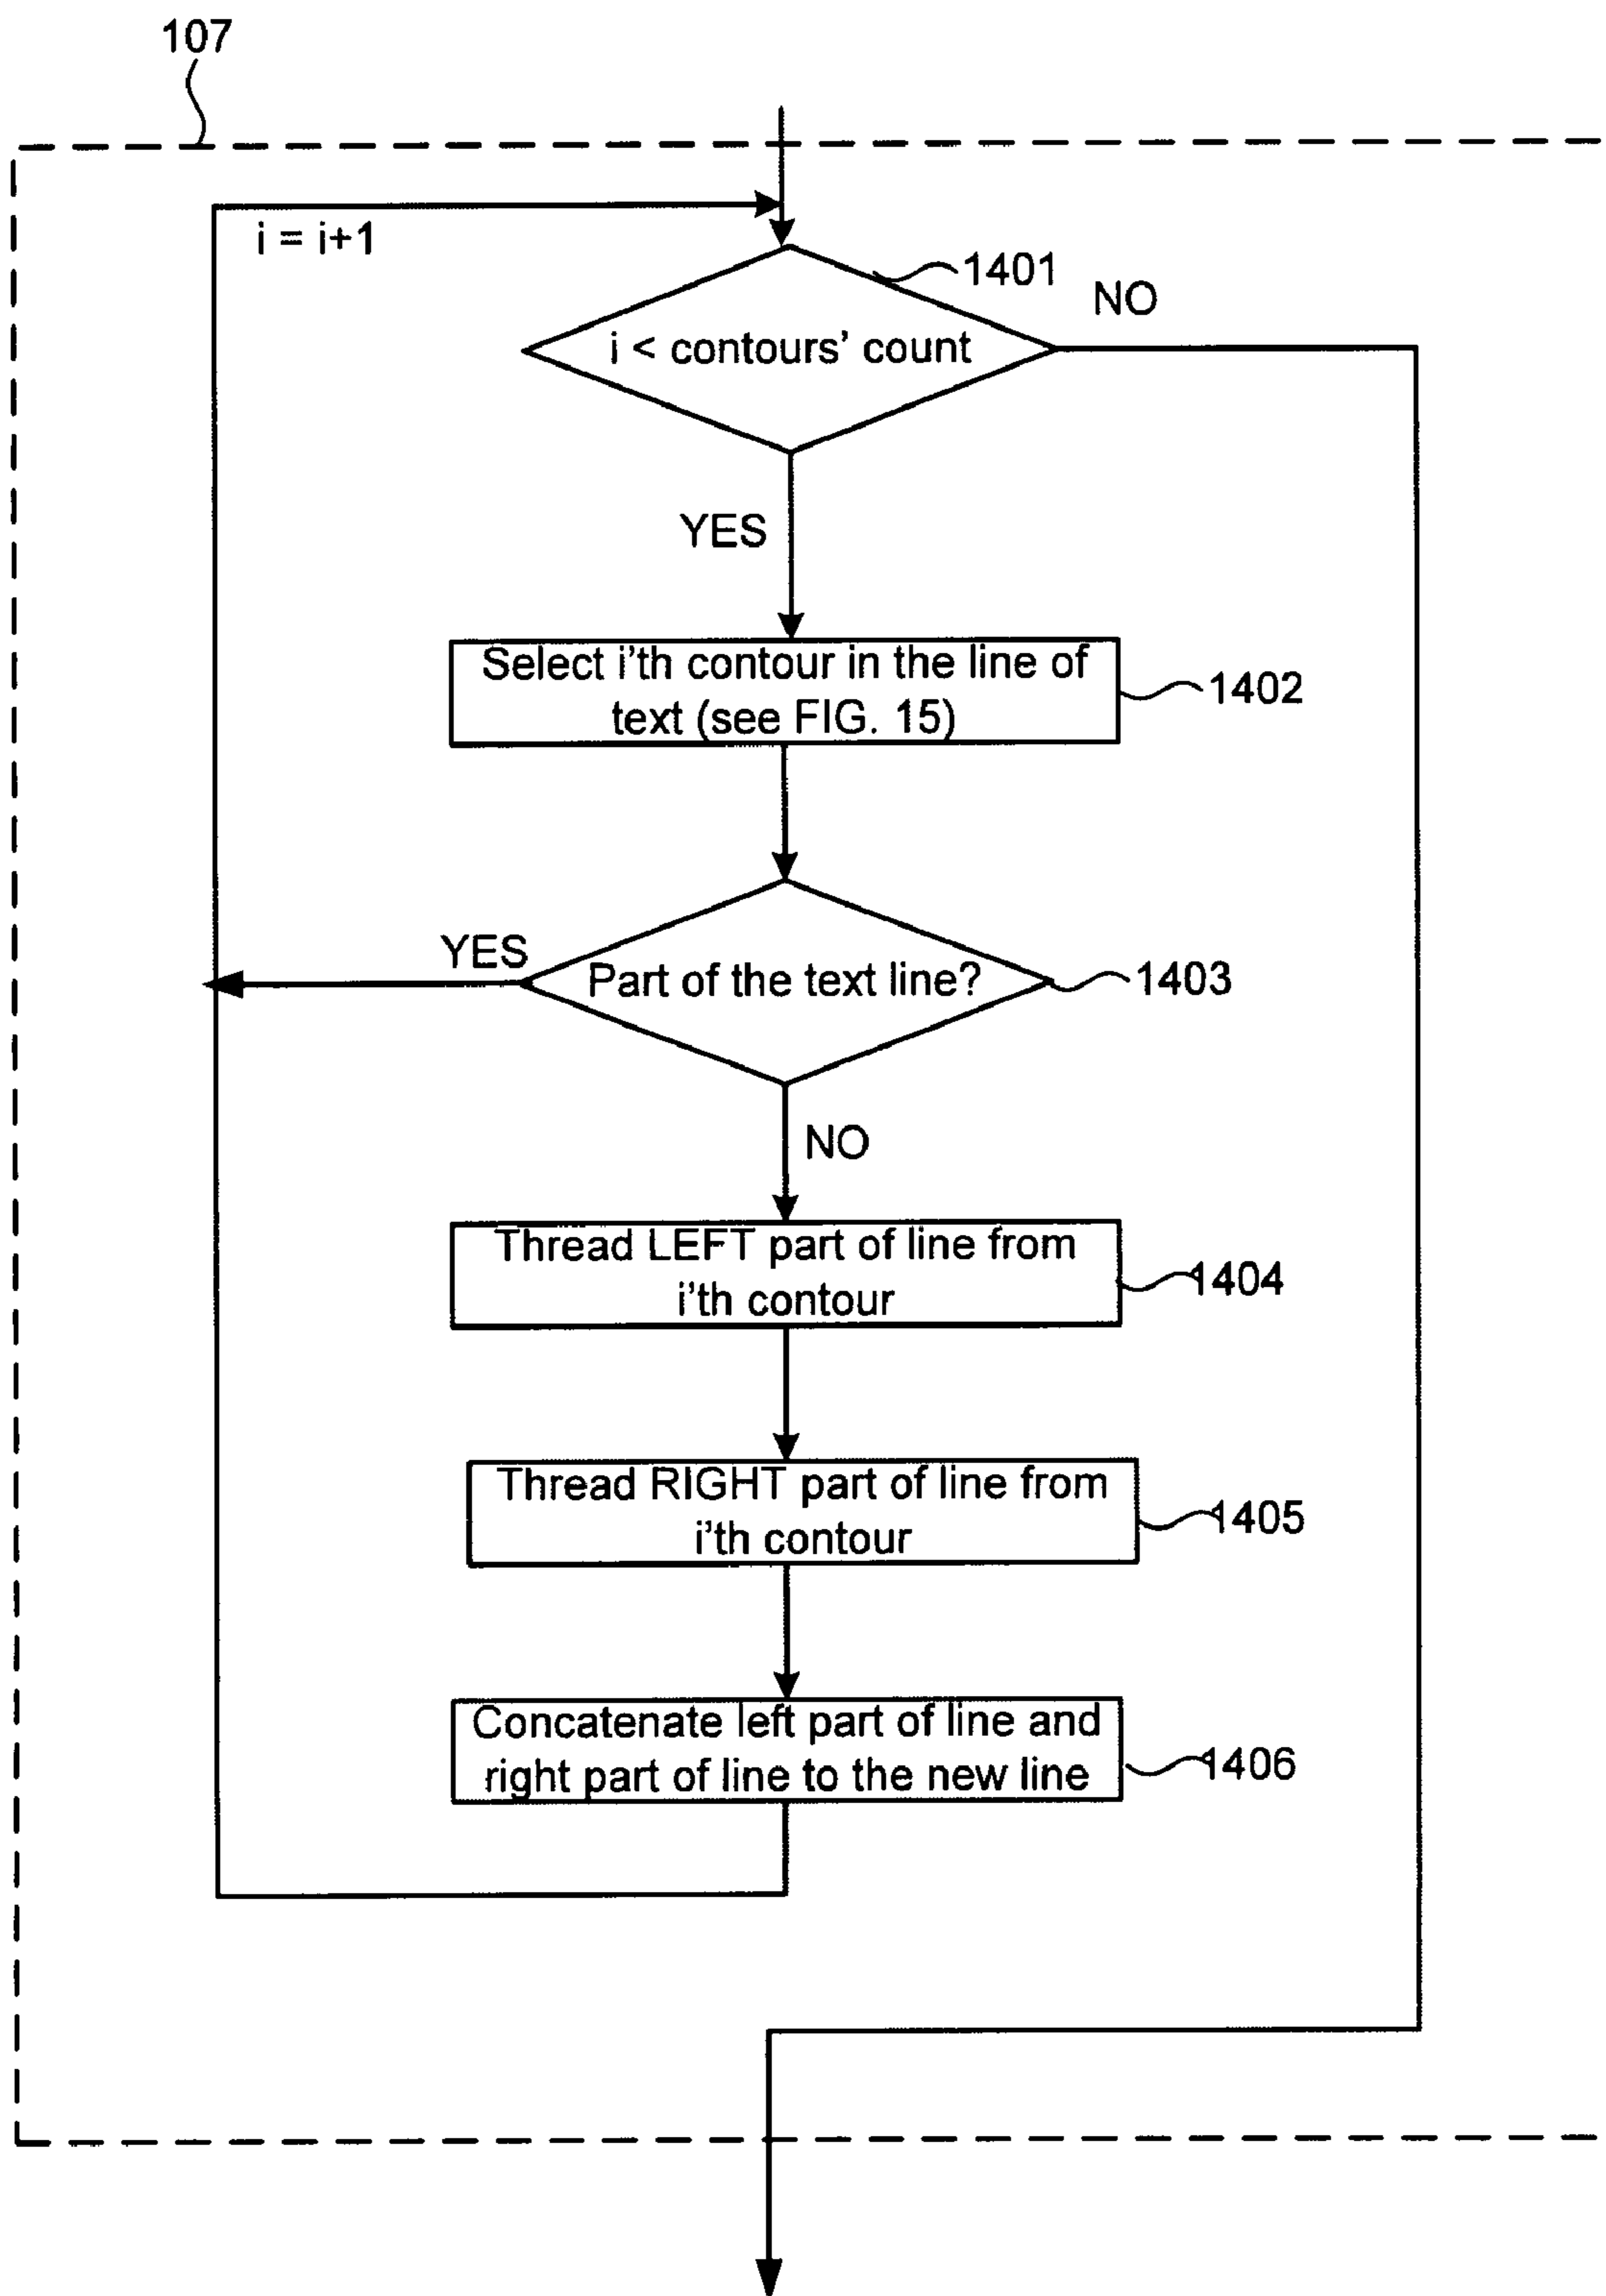 107
i = i+1
1401
NO
i < contours’ count
YES
Select i’th contour in the line of
text (see FIG. 15)
1402
YES
Part of the text line?
1403
NO
Thread LEFT part of line from
i’th contour
1404
Thread RIGHT part of line from
i’th contour
1405
Concatenate left part of line and
right part of line to the new line
1406